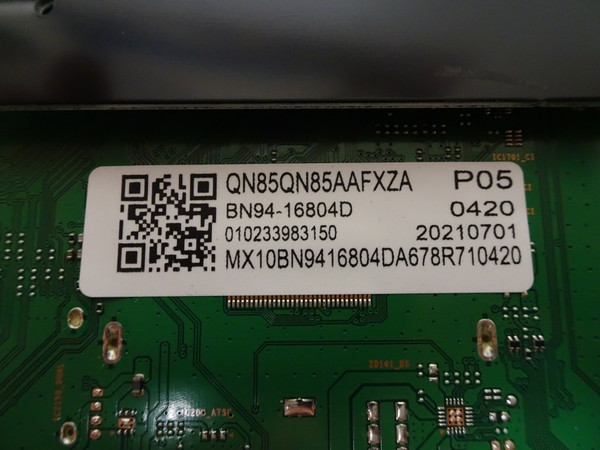 QN85QN85AAFXZA P05
BN94-16804D 0420
010233983150 20210701
MX10BN9416804DA678R710420